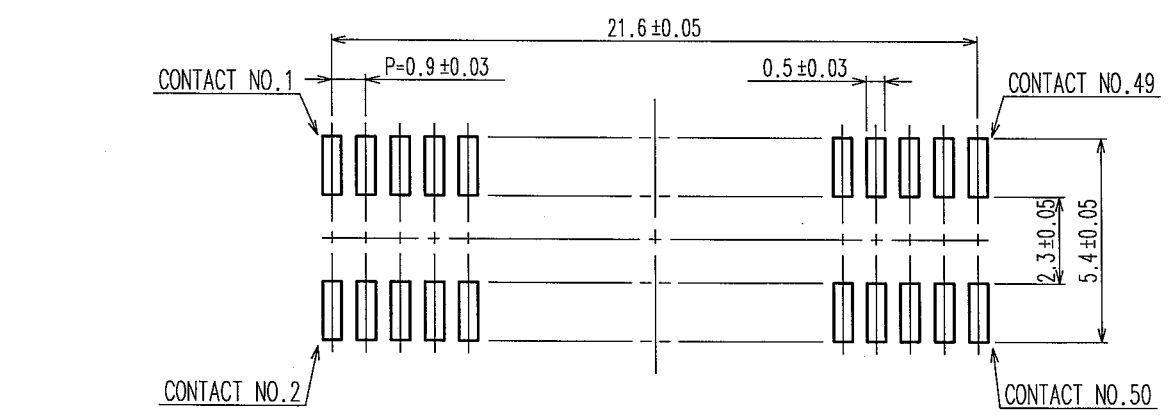 21.6±0.05
P=0.9±0.03
0.5±0.03
CONTACT NO.1
CONTACT NO.49
2.3±0.05
5.4±0.05
CONTACT NO.2
CONTACT NO.50